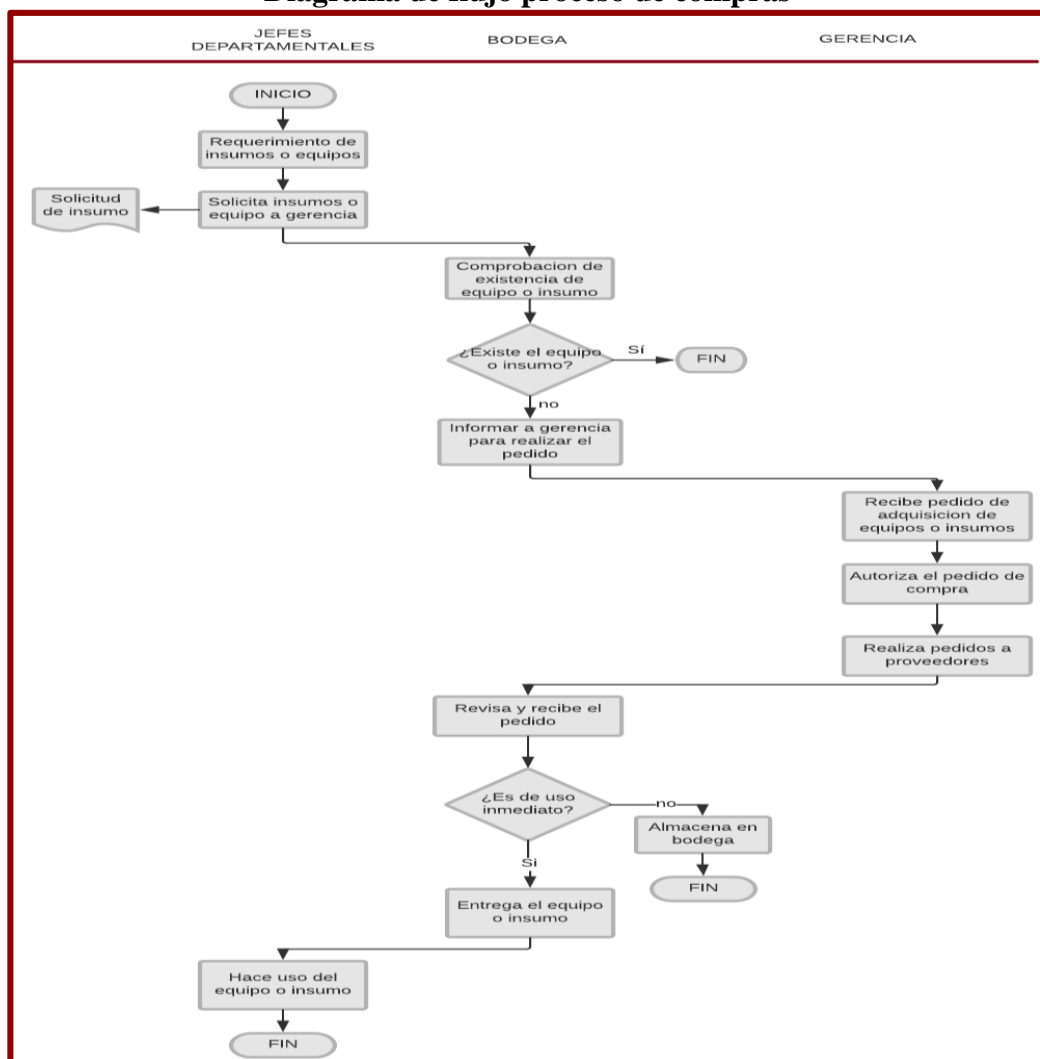 Diagrama de flujo proceso de compras
JEFES
DEPARTAMENTALES
BODEGA
GERENCIA
INICIO
Requerimiento de
insumos o equipos
Solicitud
de insumo
Solicita insumos o
equipo a gerencia
Comprobacion de
existencia de
equipo o insumo
¿Existe el equipo
o insumo?
Sí
FIN
no
Informar a gerencia
para realizar el
pedido
Recibe pedido de
adquisicion de
equipos o insumos
Autoriza el pedido de
compra
Realiza pedidos a
proveedores
Revisa y recibe el
pedido
¿Es de uso
inmediato?
no
Almacena en
bodega
FIN
Si
Entrega el equipo
o insumo
Hace uso del
equipo o insumo
FIN